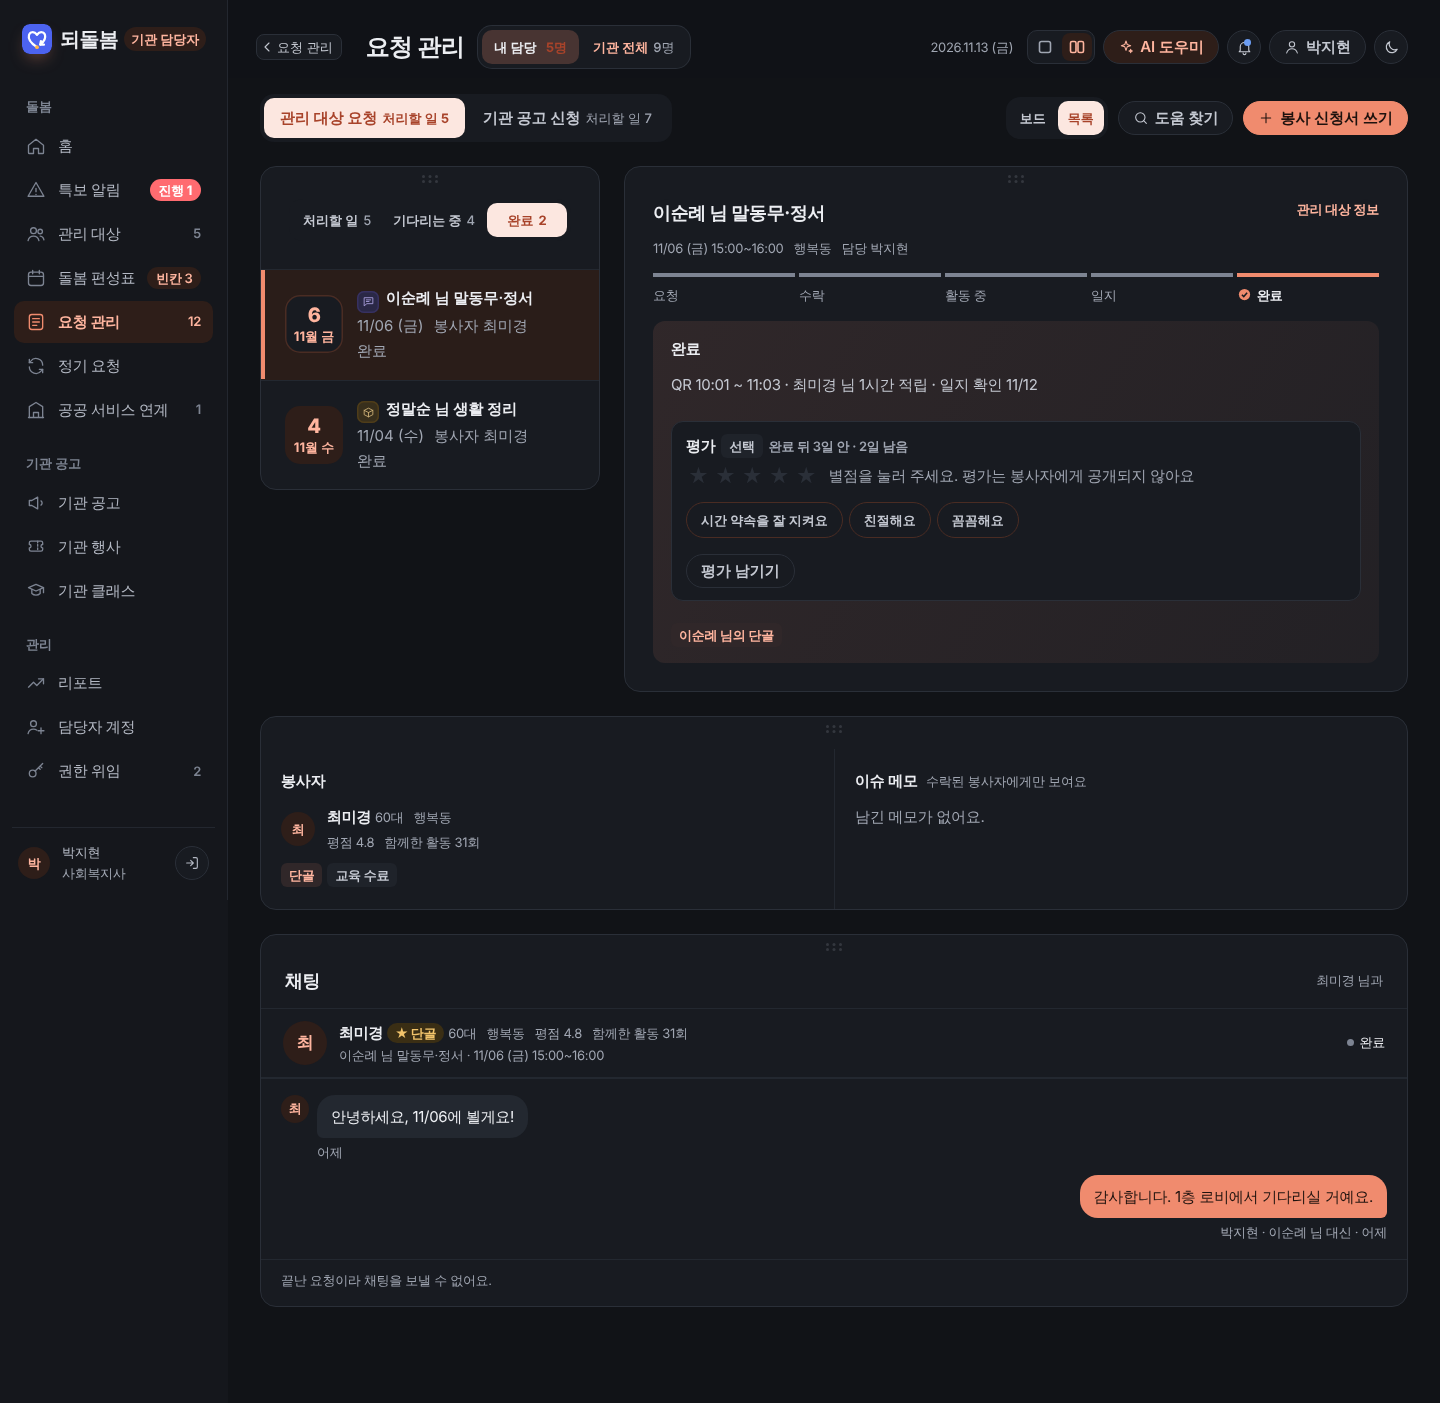 되돌봄 기관 담당자
돌봄
홈
특보 알림 진행 1
관리 대상 5
돌봄 편성표 빈칸 3
요청 관리 12
정기 요청
공공 서비스 연계 1
기관 공고
기관 공고
기관 행사
기관 클래스
관리
리포트
담당자 계정
권한 위임 2
박
박지현
사회복지사
요청 관리
요청 관리
내 담당 5명 기관 전체 9명
2026.11.13 (금)
AI 도우미
박지현
관리 대상 요청 처리할 일 5 기관 공고 신청 처리할 일 7
보드 목록
도움 찾기
봉사 신청서 쓰기
처리할 일 5 기다리는 중 4 완료 2
6
11월 금
이순례 님 말동무·정서
11/06 (금) 봉사자 최미경
완료
4
11월 수
정말순 님 생활 정리
11/04 (수) 봉사자 최미경
완료
이순례 님 말동무·정서
관리 대상 정보
11/06 (금) 15:00~16:00 행복동 담당 박지현
요청 수락 활동 중 일지 완료
완료
QR 10:01 ~ 11:03 · 최미경 님 1시간 적립 · 일지 확인 11/12
평가 선택 완료 뒤 3일 안 · 2일 남음
★ ★ ★ ★ ★ 별점을 눌러 주세요. 평가는 봉사자에게 공개되지 않아요
시간 약속을 잘 지켜요 친절해요 꼼꼼해요
평가 남기기
이순례 님의 단골
봉사자
최
최미경 60대 행복동
평점 4.8 함께한 활동 31회
단골 교육 수료
이슈 메모 수락된 봉사자에게만 보여요
남긴 메모가 없어요.
채팅
최미경 님과
최
최미경 ★ 단골 60대 행복동 평점 4.8 함께한 활동 31회
이순례 님 말동무·정서 · 11/06 (금) 15:00~16:00
완료
최
안녕하세요, 11/06에 뵐게요!
어제
감사합니다. 1층 로비에서 기다리실 거예요.
박지현 · 이순례 님 대신 · 어제
끝난 요청이라 채팅을 보낼 수 없어요.